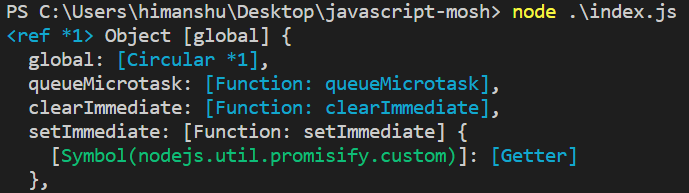 PS C:\Users\himanshu\Desktop\javascript-mosh> node .\index.js
<ref *1> Object [global] {
  global: [Circular *1],
  queueMicrotask: [Function: queueMicrotask],
  clearImmediate: [Function: clearImmediate],
  setImmediate: [Function: setImmediate] {
    [Symbol(nodejs.util.promisify.custom)]: [Getter]
  },